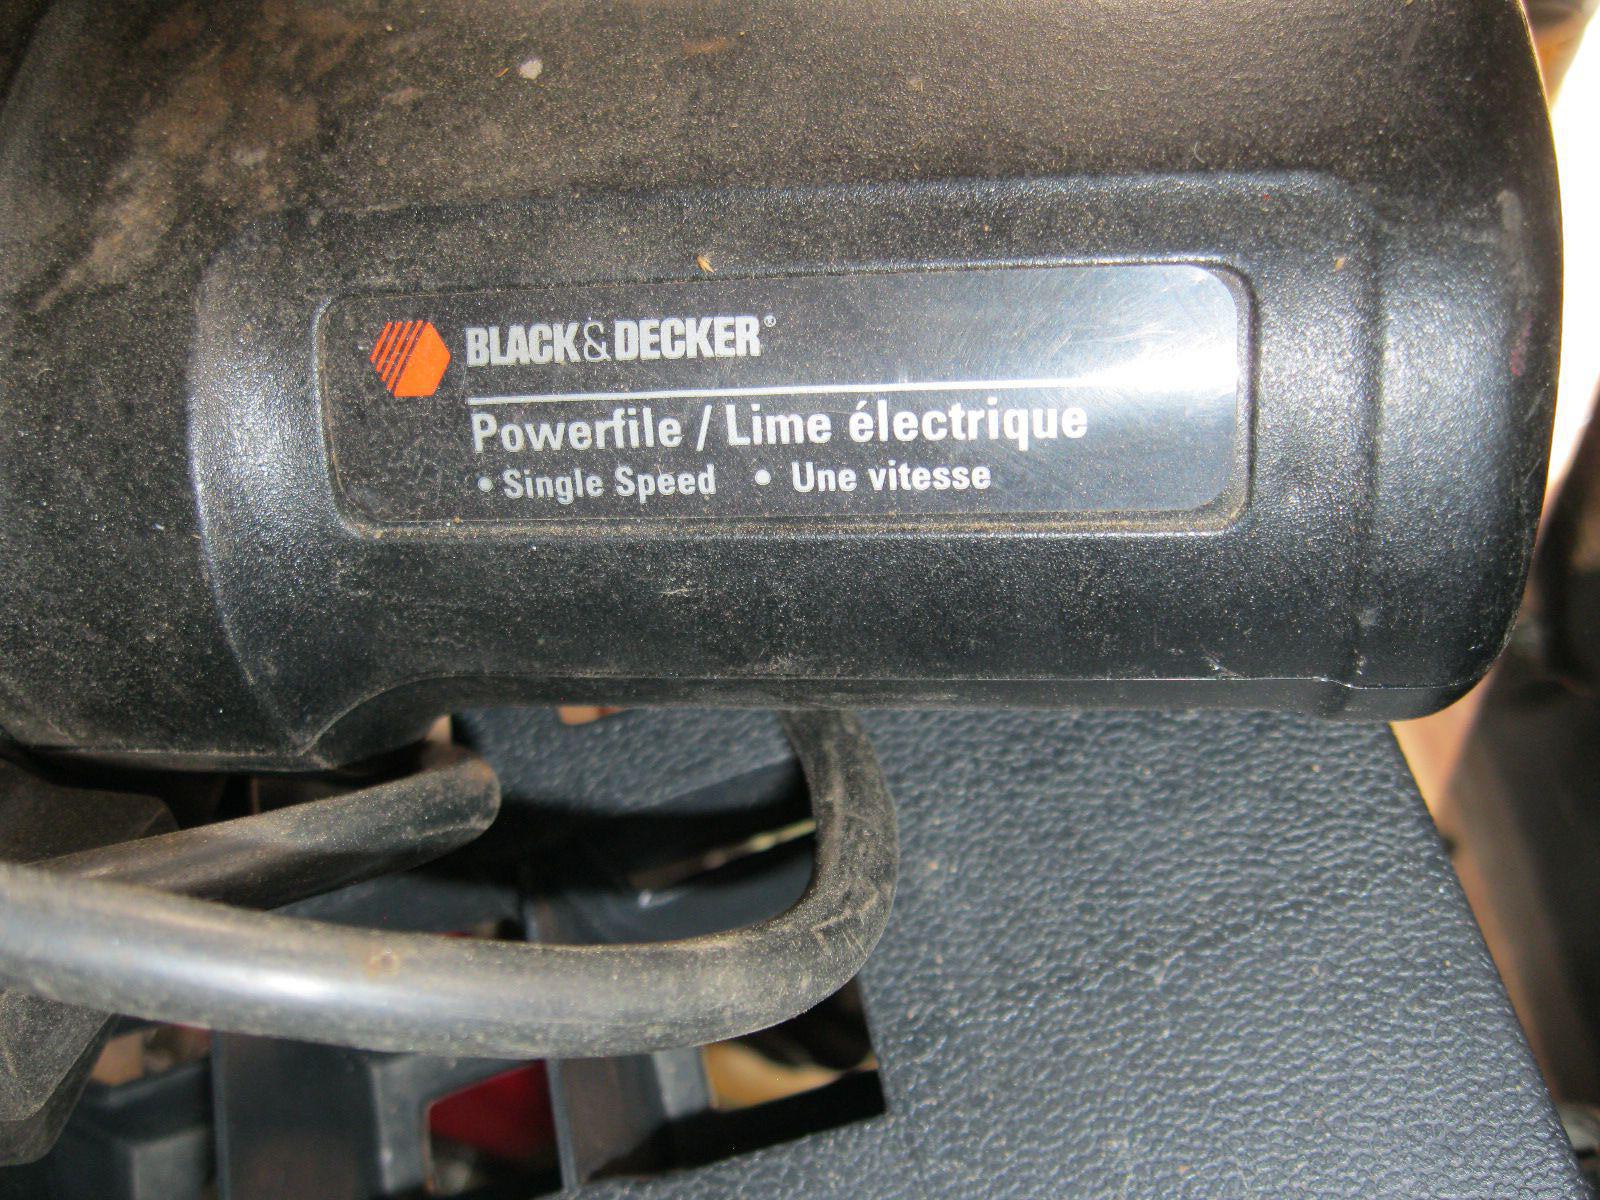 BLACK&DECKER®
Powerfile / Lime électrique
• Single Speed • Une vitesse